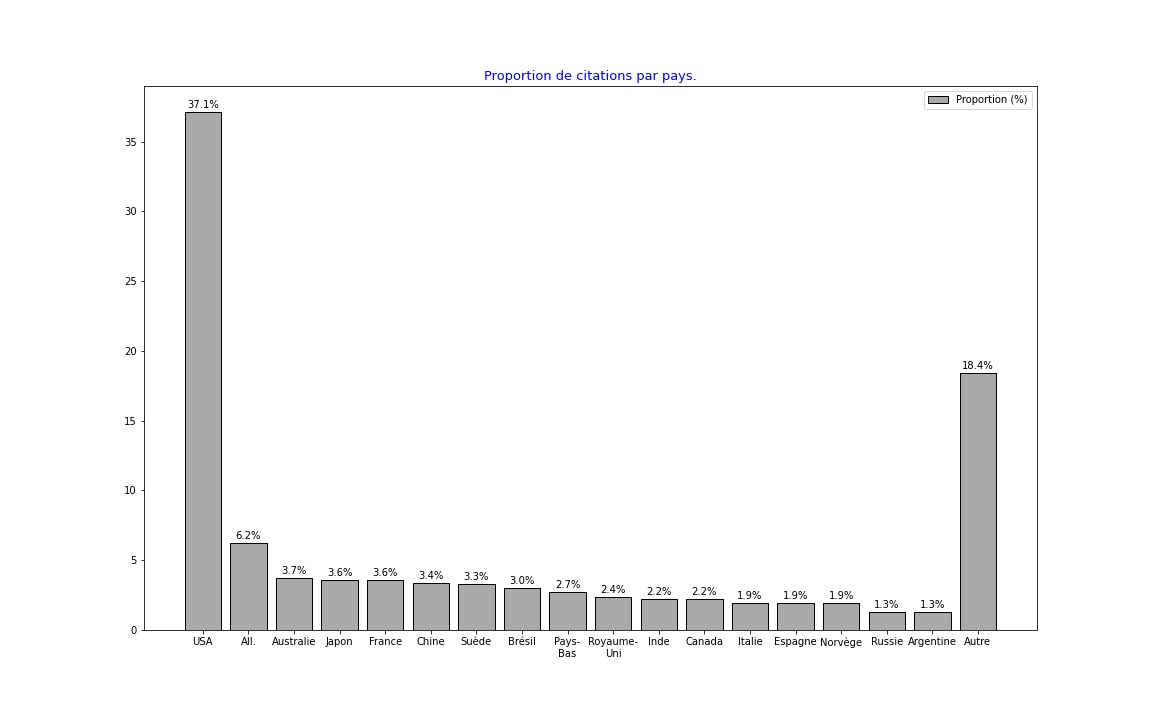 Proportion de citations par pays.
Proportion (%)
37.1%
6.2%
3.7%
3.6%
3.6%
3.4%
3.3%
3.0%
2.7%
2.4%
2.2%
2.2%
1.9%
1.9%
1.9%
1.3%
1.3%
18.4%
35
30
25
20
15
10
5
0
USA
All.
Australie
Japon
France
Chine
Suède
Brésil
Pays-
Bas
Royaume-
Uni
Inde
Canada
Italie
Espagne
Norvège
Russie
Argentine
Autre